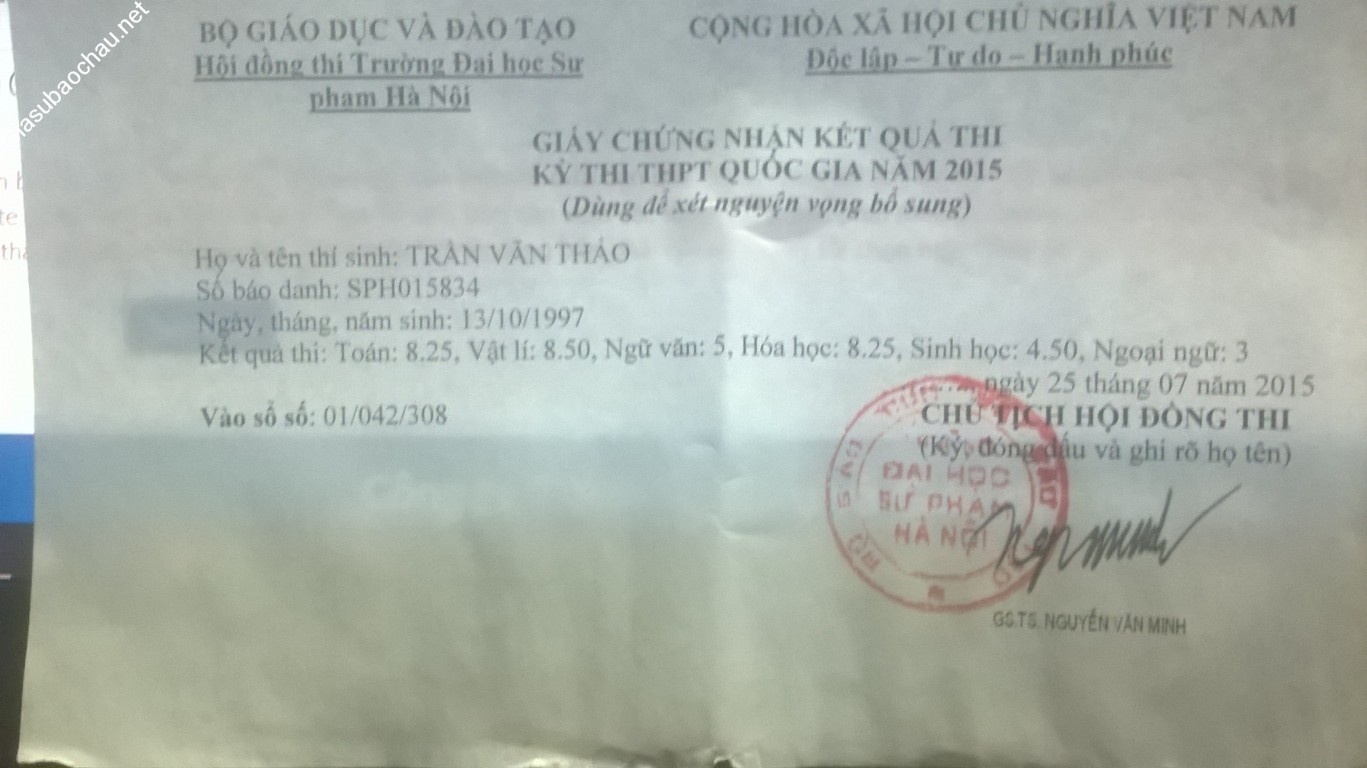 asubaochau.net
BỘ GIÁO DỤC VÀ ĐÀO TẠO
Hội đồng thi Trường Đại học Sư
phạm Hà Nội
CỘNG HÒA XÃ HỘI CHỦ NGHĨA VIỆT NAM
Độc lập – Tự do – Hạnh phúc
GIẤY CHỨNG NHẬN KẾT QUẢ THI
KỲ THI THPT QUỐC GIA NĂM 2015
(Dùng để xét nguyện vọng bổ sung)
Họ và tên thí sinh: TRẦN VĂN THẢO
Số báo danh: SPH015834
Ngày, tháng, năm sinh: 13/10/1997
Kết quả thi: Toán: 8.25, Vật lí: 8.50, Ngữ văn: 5, Hóa học: 8.25, Sinh học: 4.50, Ngoại ngữ: 3
ngày 25 tháng 07 năm 2015
Vào sổ số: 01/042/308
CHỦ TỊCH HỘI ĐỒNG THI
(Ký, đóng dấu và ghi rõ họ tên)
ĐẠI HỌC
SƯ PHẠM
HÀ NỘI
GS.TS. NGUYỄN VĂN MINH